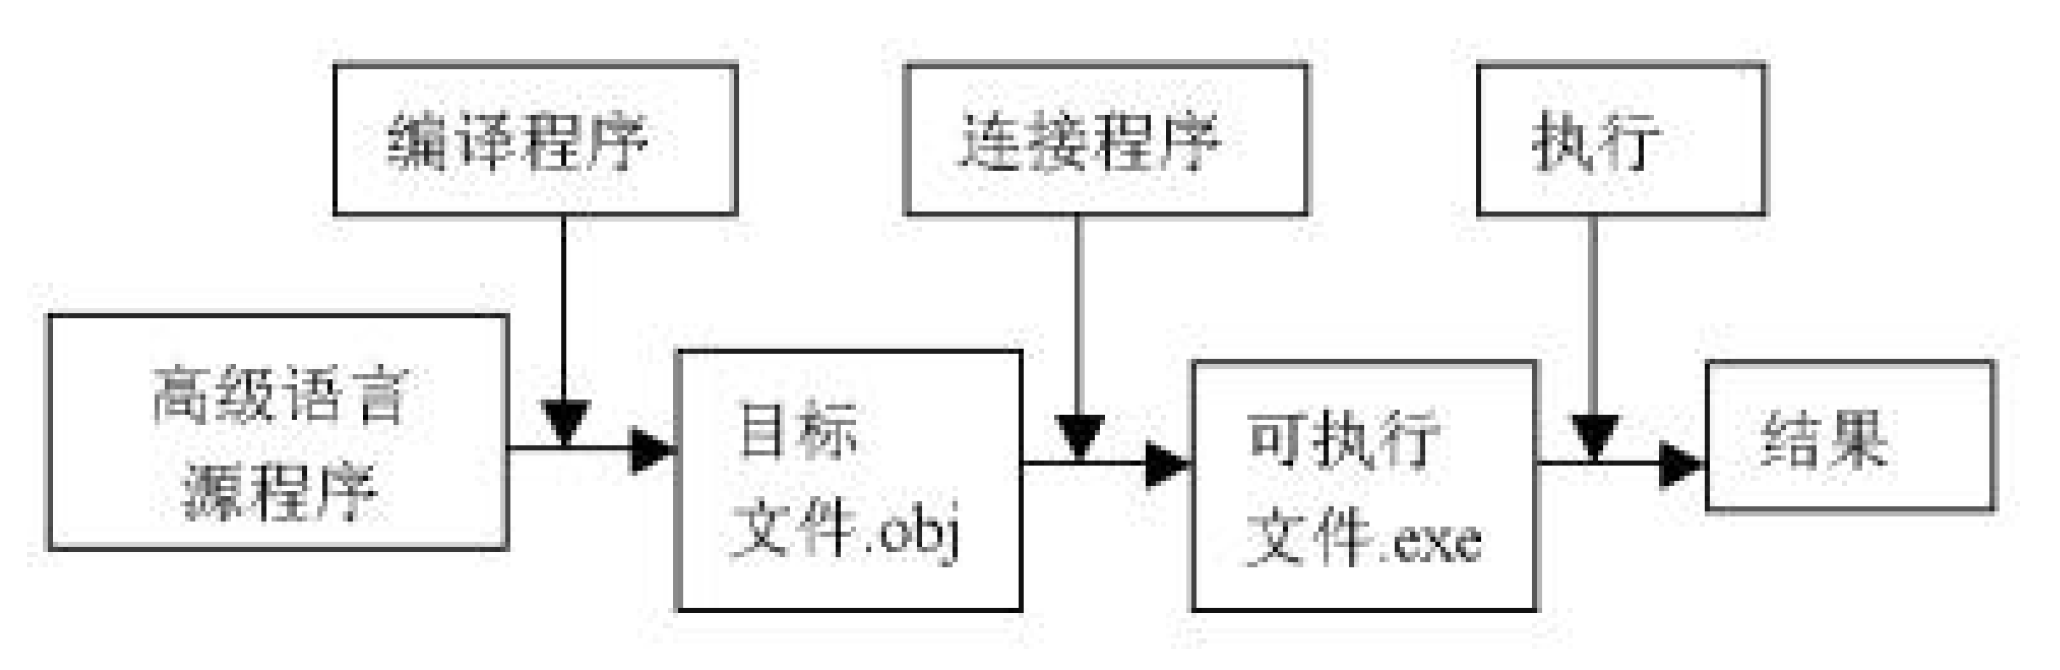 编译程序
连接程序
执行
高级语言
源程序
目标
文件.obj
可执行
文件.exe
结果